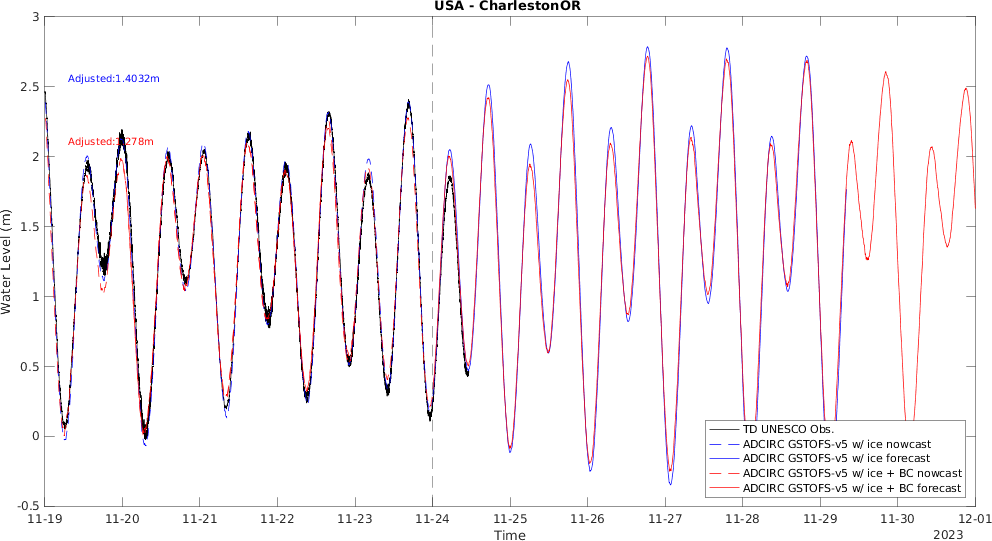 USA - CharlestonOR
3
2.5
2
1.5
1
0.5
0
-0.5
Water Level (m)
Adjusted:1.4032m
Adjusted:1.278m
TD UNESCO Obs.
ADCIRC GSTOFS-v5 w/ ice nowcast
ADCIRC GSTOFS-v5 w/ ice forecast
ADCIRC GSTOFS-v5 w/ ice + BC nowcast
ADCIRC GSTOFS-v5 w/ ice + BC forecast
11-19 11-20 11-21 11-22 11-23 11-24 11-25 11-26 11-27 11-28 11-29 11-30 12-01
Time
2023